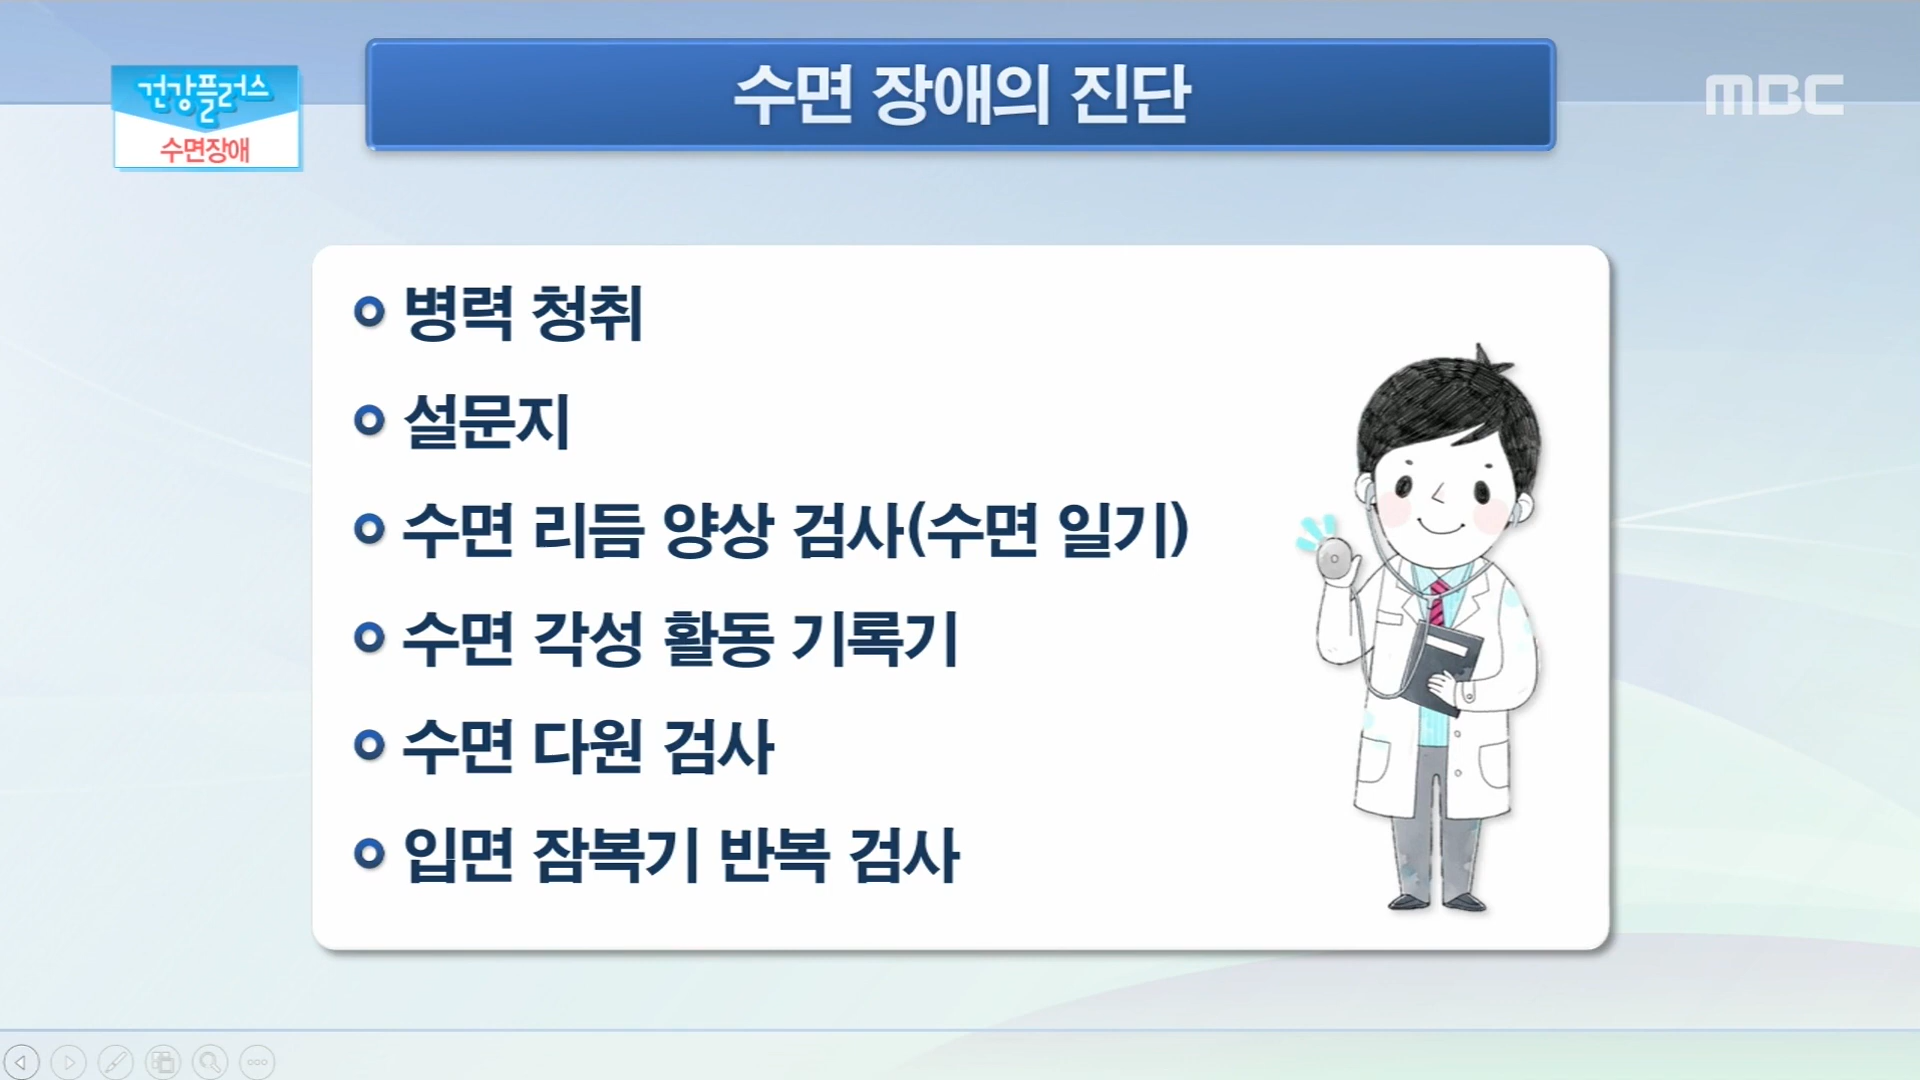 건강플러스
수면장애
수면 장애의 진단
MBC
병력 청취
설문지
수면 리듬 양상 검사(수면 일기)
수면 각성 활동 기록기
수면 다원 검사
입면 잠복기 반복 검사